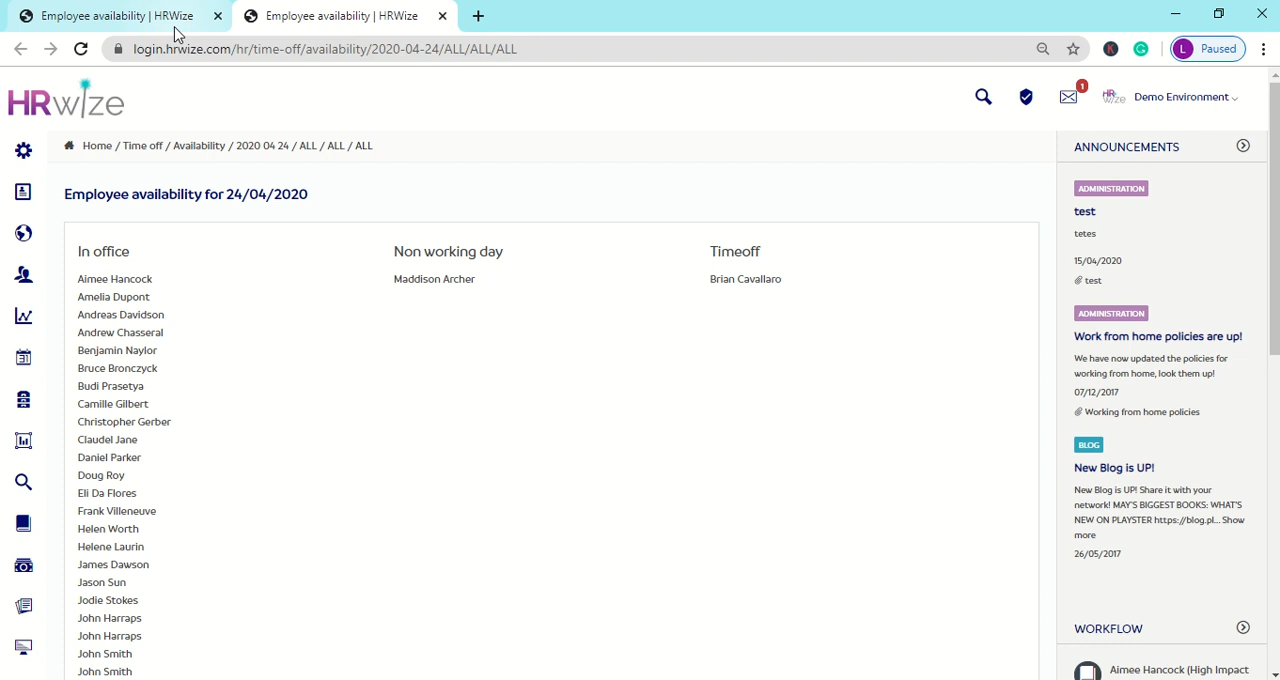 Employee availability | HRWize
Employee availability | HRWize
login.hrwize.com/hr/time-off/availability/2020-04-24/ALL/ALL/ALL
K
G
L Paused
HRwize
1
HRwize Demo Environment
Home / Time off / Availability / 2020 04 24 / ALL / ALL / ALL
Employee availability for 24/04/2020
In office
Aimee Hancock
Amelia Dupont
Andreas Davidson
Andrew Chasseral
Benjamin Naylor
Bruce Bronczyck
Budi Prasetya
Camille Gilbert
Christopher Gerber
Claudel Jane
Daniel Parker
Doug Roy
Eli Da Flores
Frank Villeneuve
Helen Worth
Helene Laurin
James Dawson
Jason Sun
Jodie Stokes
John Harraps
John Harraps
John Smith
John Smith
Non working day
Maddison Archer
Timeoff
Brian Cavallaro
ANNOUNCEMENTS
ADMINISTRATION
test
tetes
15/04/2020
test
ADMINISTRATION
Work from home policies are up!
We have now updated the policies for
working from home, look them up!
07/12/2017
Working from home policies
BLOG
New Blog is UP!
New Blog is UP! Share it with your
network! MAY'S BIGGEST BOOKS: WHAT'S
NEW ON PLAYSTER https://blog.pl... Show
more
26/05/2017
WORKFLOW
Aimee Hancock (High Impact
31